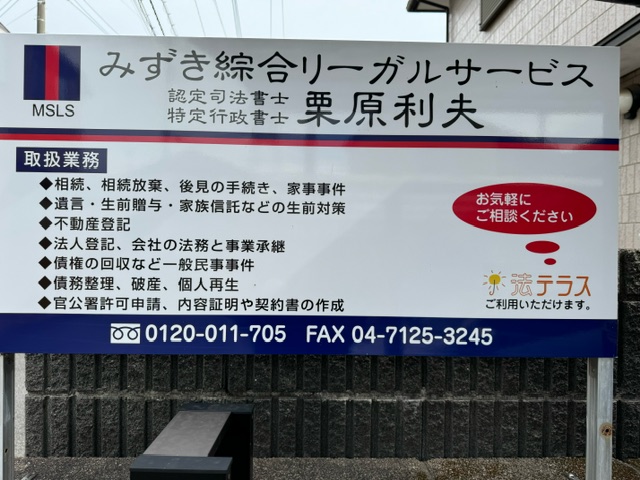 みずき綜合リーガルサービス
MSLS
認定司法書士
特定行政書士 栗原利夫
取扱業務
◆相続、相続放棄、後見の手続き、家事事件
◆遺言・生前贈与・家族信託などの生前対策
◆不動産登記
◆法人登記、会社の法務と事業承継
◆債権の回収など一般民事事件
◆債務整理、破産、個人再生
◆官公署許可申請、内容証明や契約書の作成
お気軽に
ご相談ください
法テラス
ご利用いただけます。
0120-011-705 FAX 04-7125-3245